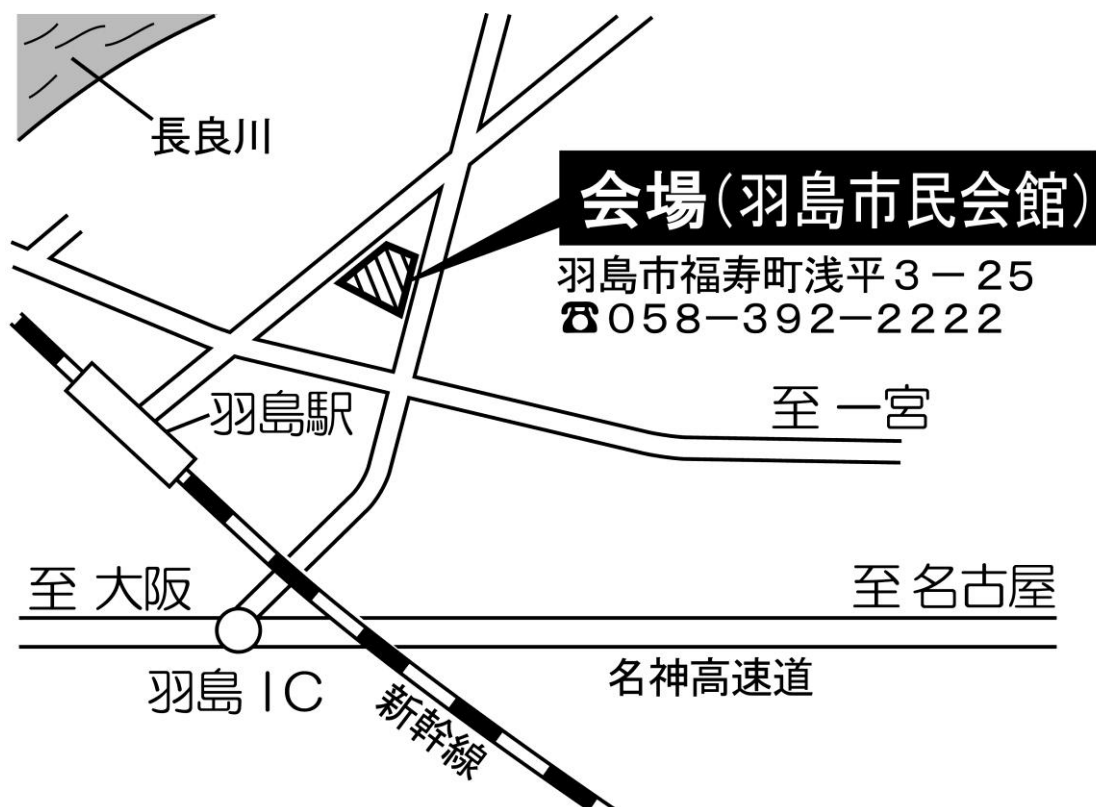 長良川
会場(羽島市民会館)
羽島市福寿町浅平3-25
☎058-392-2222
至 一宮
羽島駅
至 大阪
至 名古屋
羽島IC
名神高速道
新幹線